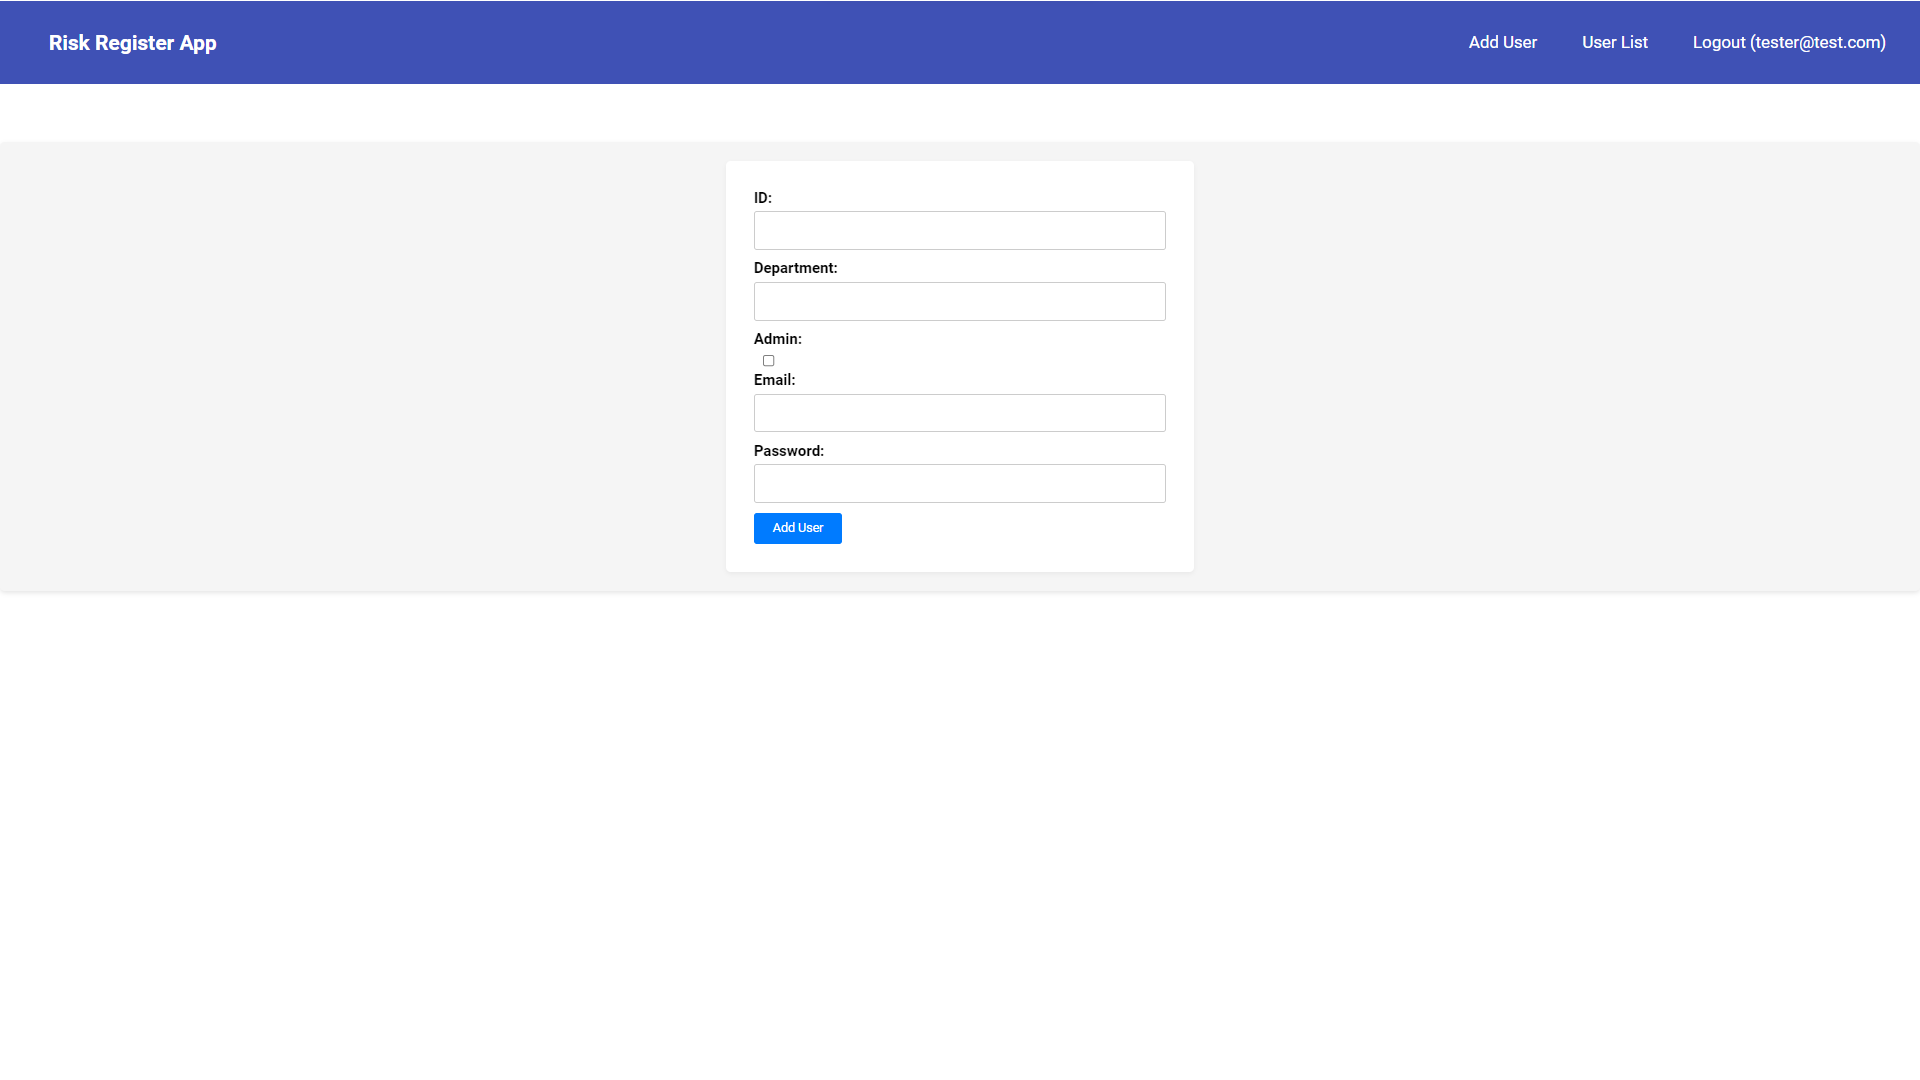 Risk Register App
Add User
User List
Logout (tester@test.com)
ID:
Department:
Admin:
Email:
Password:
Add User